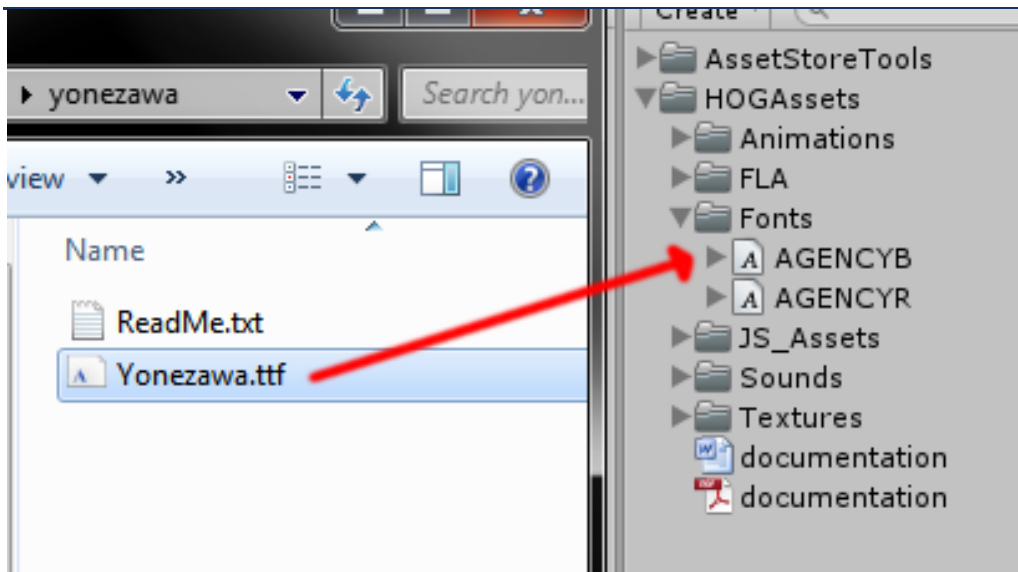 yonezawa
Search yon...
view
»
Name
ReadMe.txt
Yonezawa.ttf
Create
AssetStoreTools
HOGAssets
Animations
FLA
Fonts
AGENCYB
AGENCYR
JS_Assets
Sounds
Textures
documentation
documentation